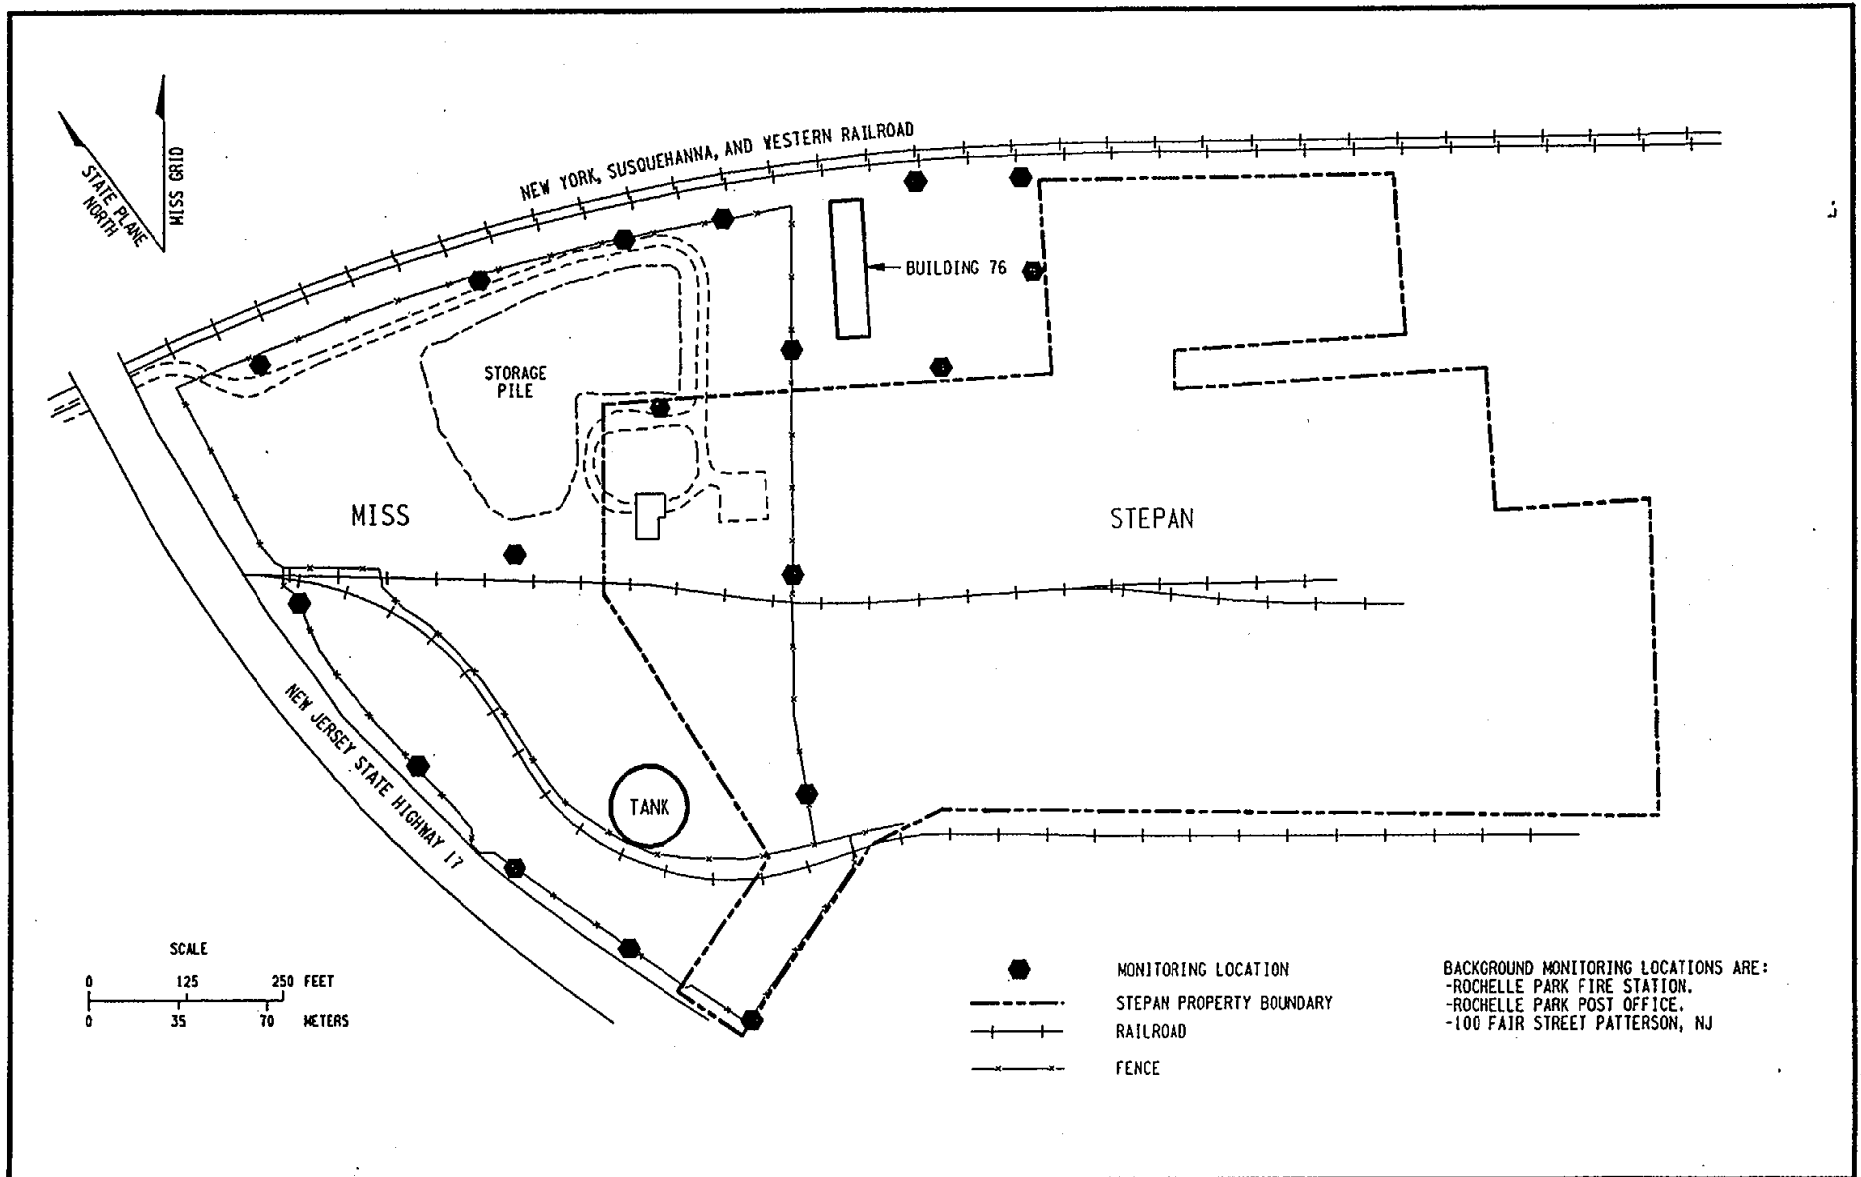 STATE PLANE
NORTH
MISS GRID
NEW YORK, SUSQUEHANNA, AND WESTERN RAILROAD
BUILDING 76
STORAGE
PILE
MISS
STEPAN
NEW JERSEY STATE HIGHWAY 17
TANK
SCALE
0 125 250 FEET
0 35 70 METERS
MONITORING LOCATION
STEPAN PROPERTY BOUNDARY
RAILROAD
FENCE
BACKGROUND MONITORING LOCATIONS ARE:
-ROCHELLE PARK FIRE STATION.
-ROCHELLE PARK POST OFFICE.
-100 FAIR STREET PATTERSON, NJ